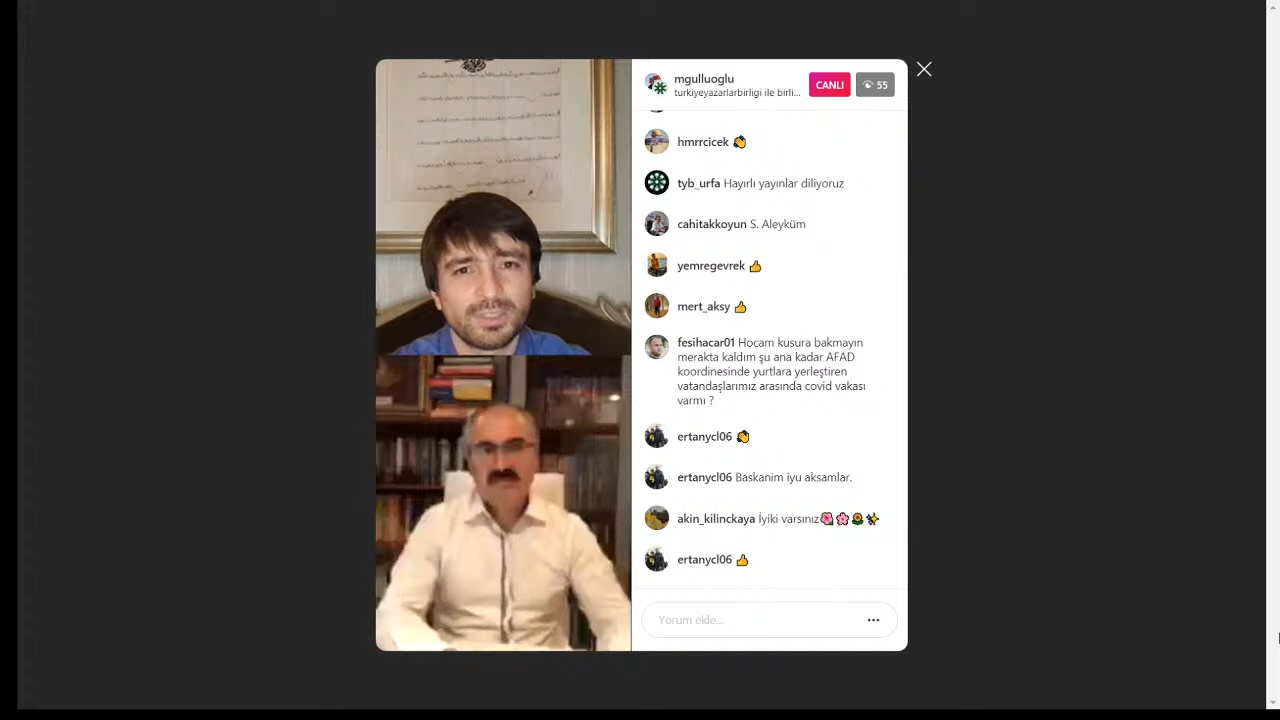 mgulluoglu
turkiyeyazarlarbirligi ile birli...
CANLI
55
hmrrcicek 👏
tyb_urfa Hayırlı yayınlar diliyoruz
cahitakkoyun S. Aleyküm
yemregevrek 👍
mert_aksy 👍
fesihacar01 Hocam kusura bakmayın
merakta kaldım şu ana kadar AFAD
koordinesinde yurtlara yerleştiren
vatandaşlarımız arasında covid vakası
varmı ?
ertanycl06 👏
ertanycl06 Baskanim iyu aksamlar.
akin_kilinckaya İyiki varsınız🌺🌸🌻✨
ertanycl06 👍
Yorum ekle...